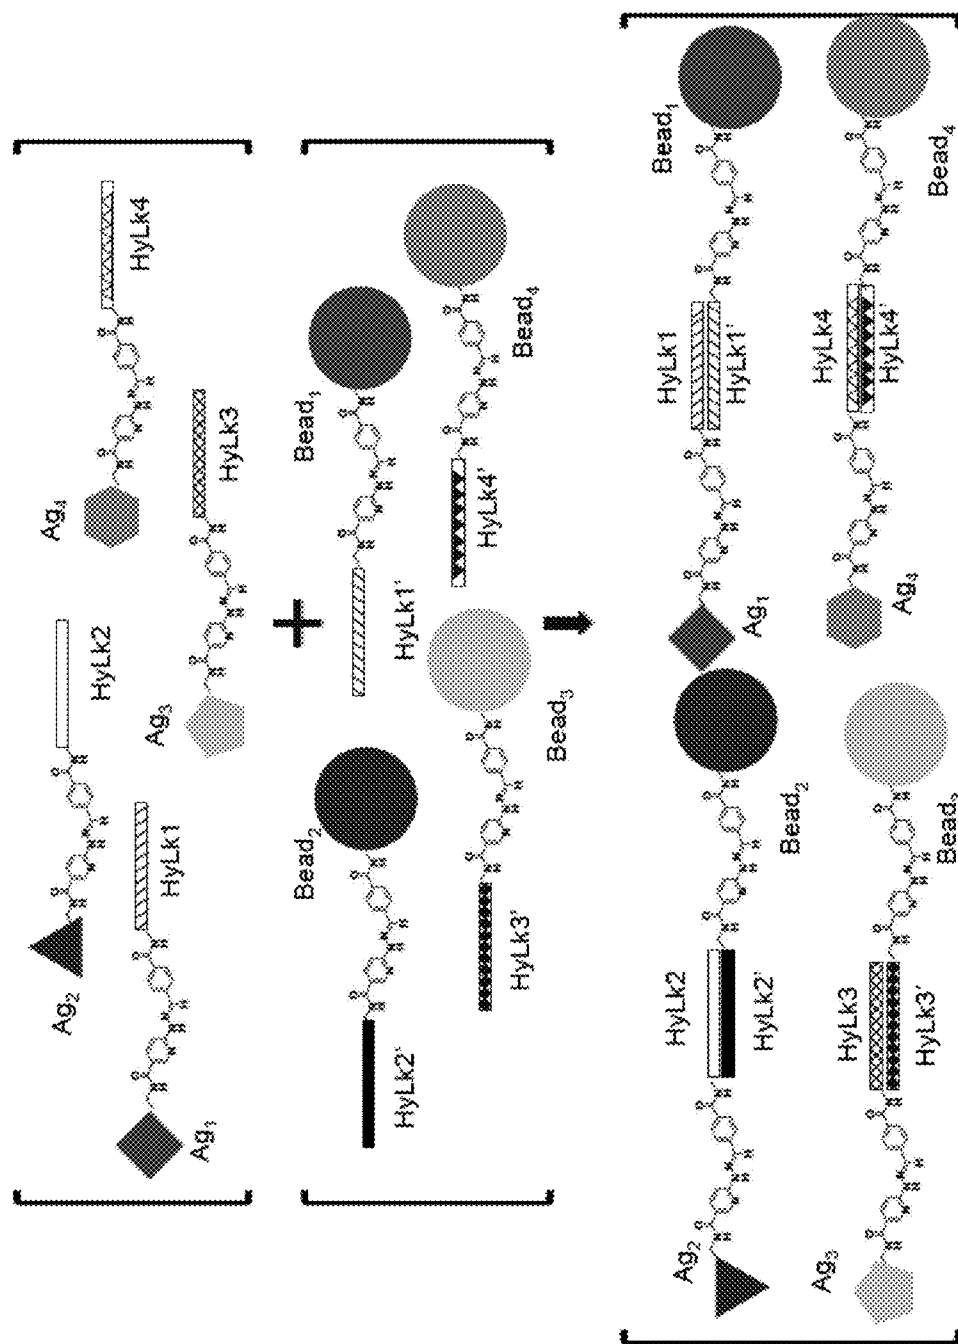 Ag₂
HyLk2
Ag₄
HyLk4
Ag₁
HyLk1
Ag₃
HyLk3
+
HyLk2'
Bead₂
HyLk1'
Bead₁
HyLk3'
Bead₃
HyLk4'
Bead₄
Ag₂
HyLk2
HyLk2'
Bead₂
Ag₁
HyLk1
HyLk1'
Bead₁
Ag₃
HyLk3
HyLk3'
Bead
Ag₄
HyLk4
HyLk4'
Bead₄